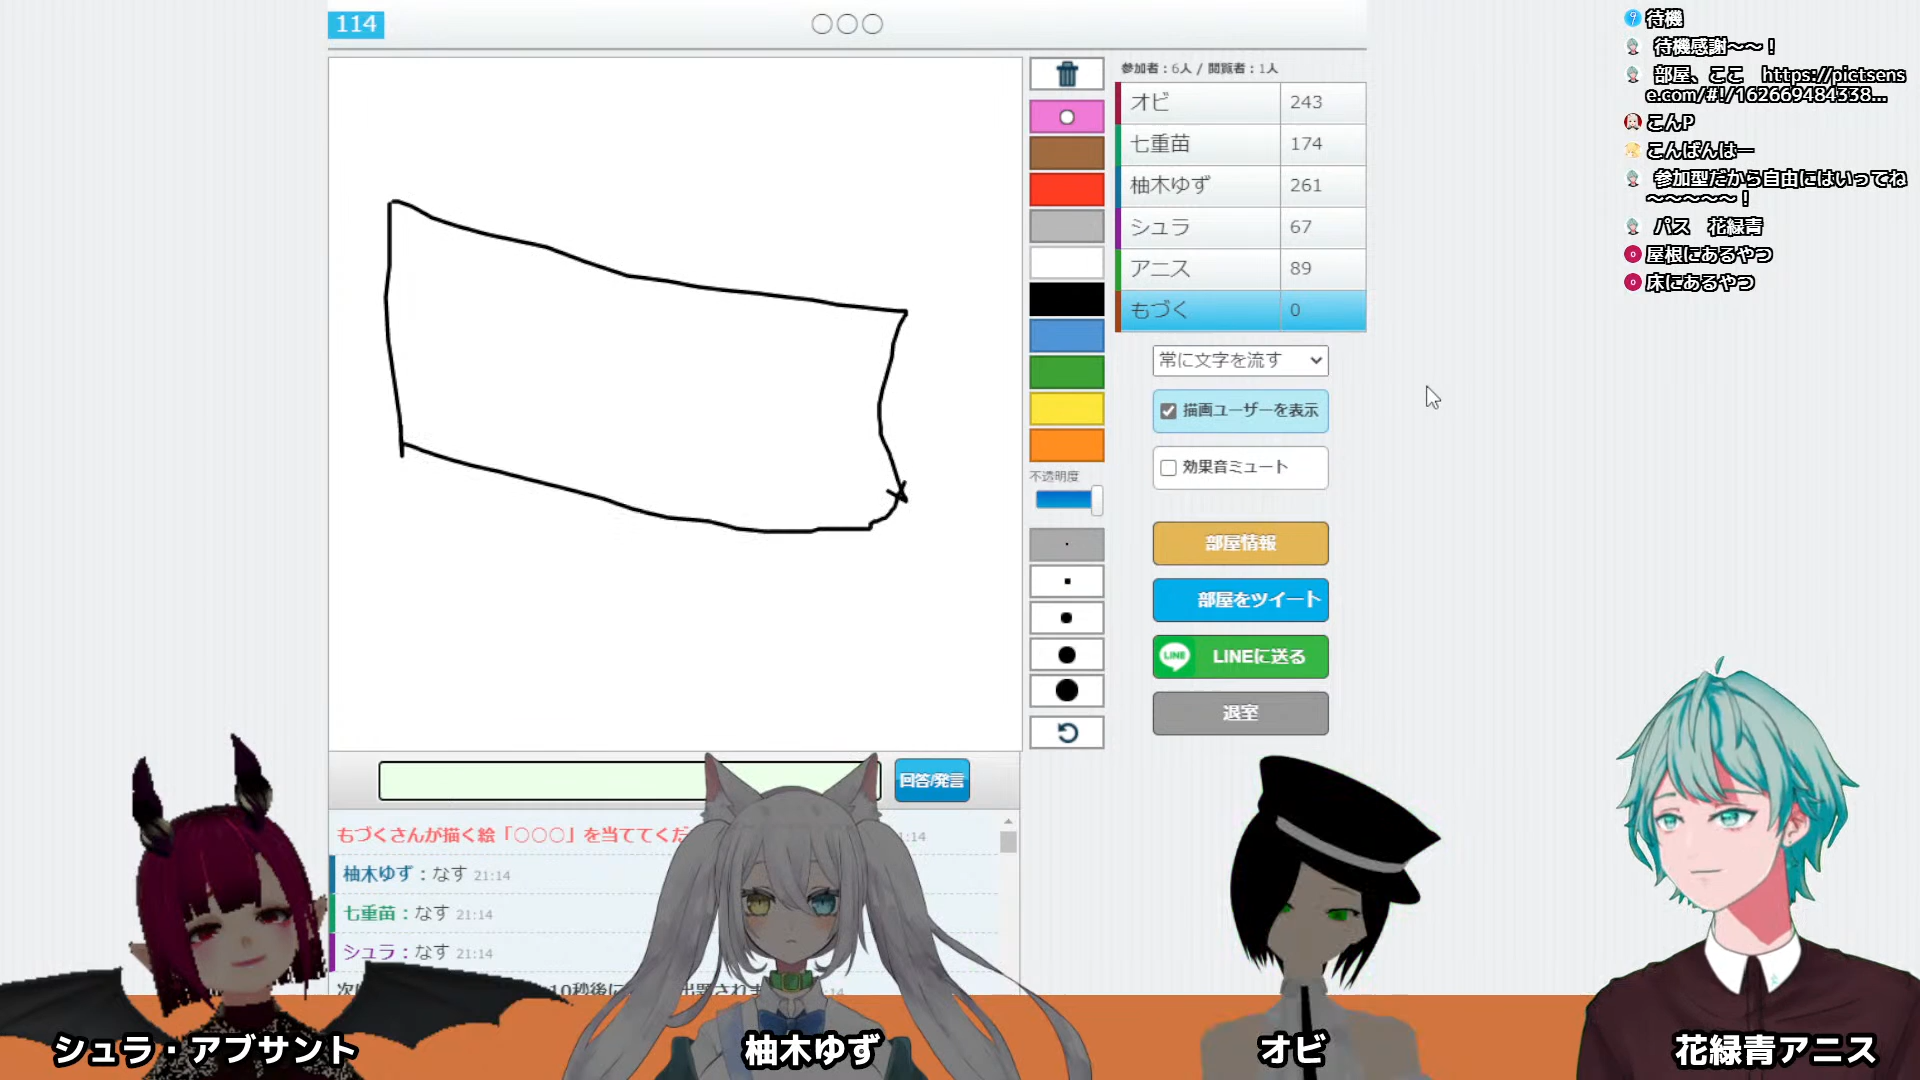 114
○○○
参加者：6人 / 閲覧者：1人
オビ 243
七重苗 174
柚木ゆず 261
シュラ 67
アニス 89
もづく 0
常に文字を流す
描画ユーザーを表示
効果音ミュート
不透明度
部屋情報
部屋をツイート
LINE LINEに送る
退室
回答/発言
もづくさんが描く絵「○○○」を当ててくだ
柚木ゆず：なす 21:14
七重苗：なす 21:14
シュラ：なす 21:14
10秒後に
待機
待機感謝～～！
部屋、ここ　https://pictsens
e.com/#!/162669484338...
こんP
こんばんはー
参加型だから自由にはいってね
～～～～～！
パス　花緑青
屋根にあるやつ
床にあるやつ
シュラ・アブサント
柚木ゆず
オビ
花緑青アニス